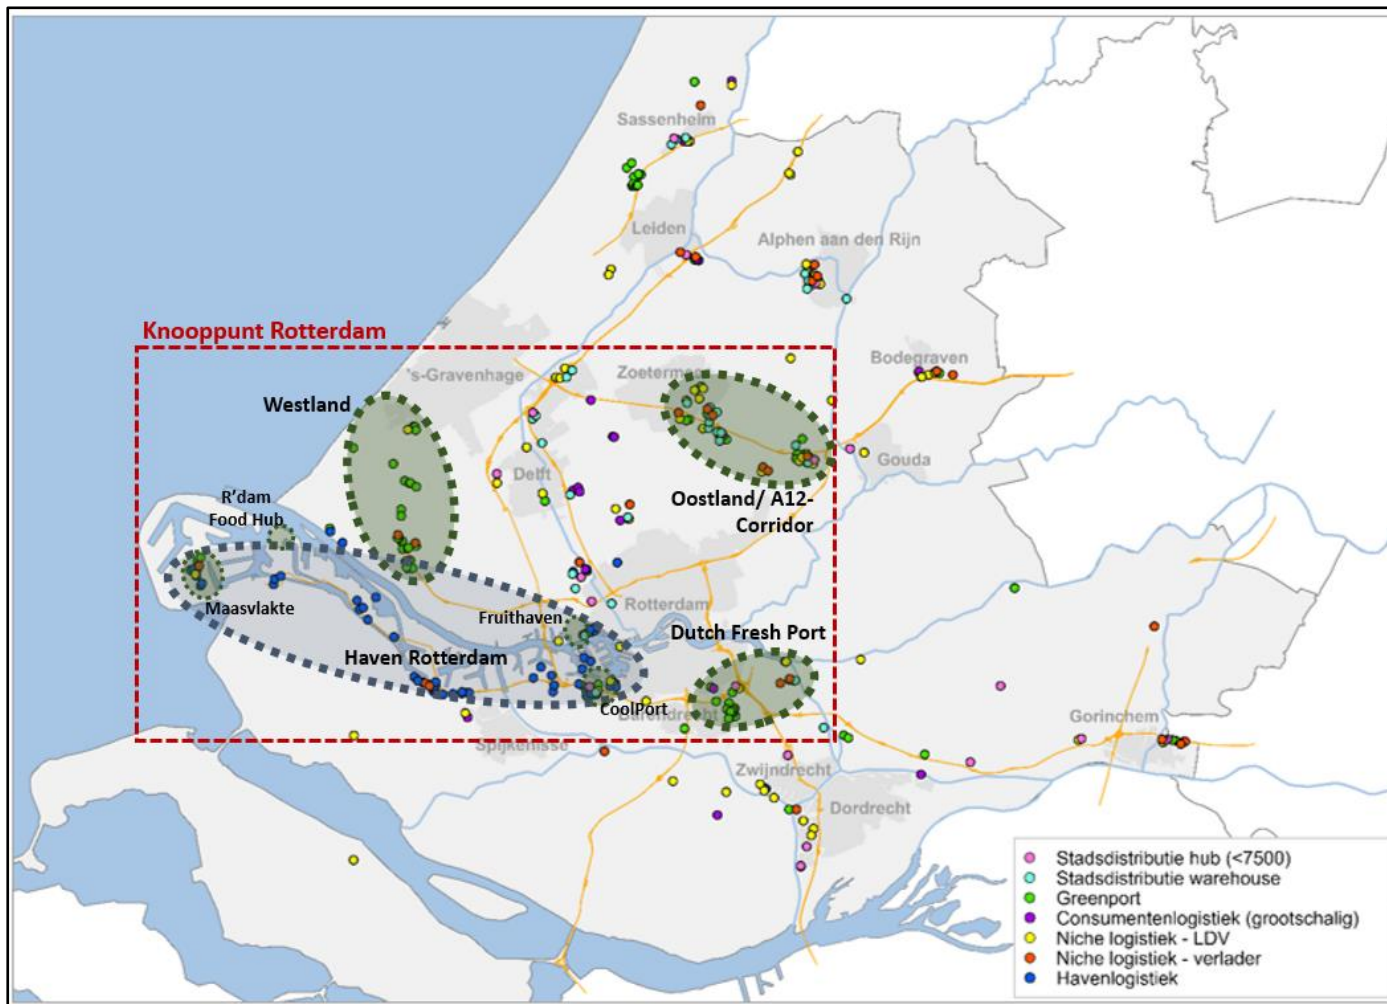 Sassenheim
Leiden
Alphen aan den Rijn
Knooppunt Rotterdam
Bodegraven
's-Gravenhage
Zoetermeer
Westland
Gouda
Delft
R'dam
Food Hub
Oostland/ A12-
Corridor
Maasvlakte
Fruithaven
Rotterdam
Dutch Fresh Port
Haven Rotterdam
CoolPort
Barendrecht
Gorinchem
Spijkenisse
Zwijndrecht
Dordrecht
Stadsdistributie hub (<7500)
Stadsdistributie warehouse
Greenport
Consumentenlogistiek (grootschalig)
Niche logistiek - LDV
Niche logistiek - verlader
Havenlogistiek